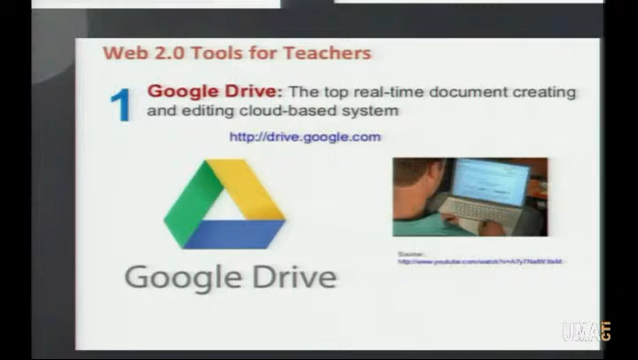 Web 2.0 Tools for Teachers
1
Google Drive: The top real-time document creating
and editing cloud-based system
http://drive.google.com
Google Drive
Source:
UMA
CTi